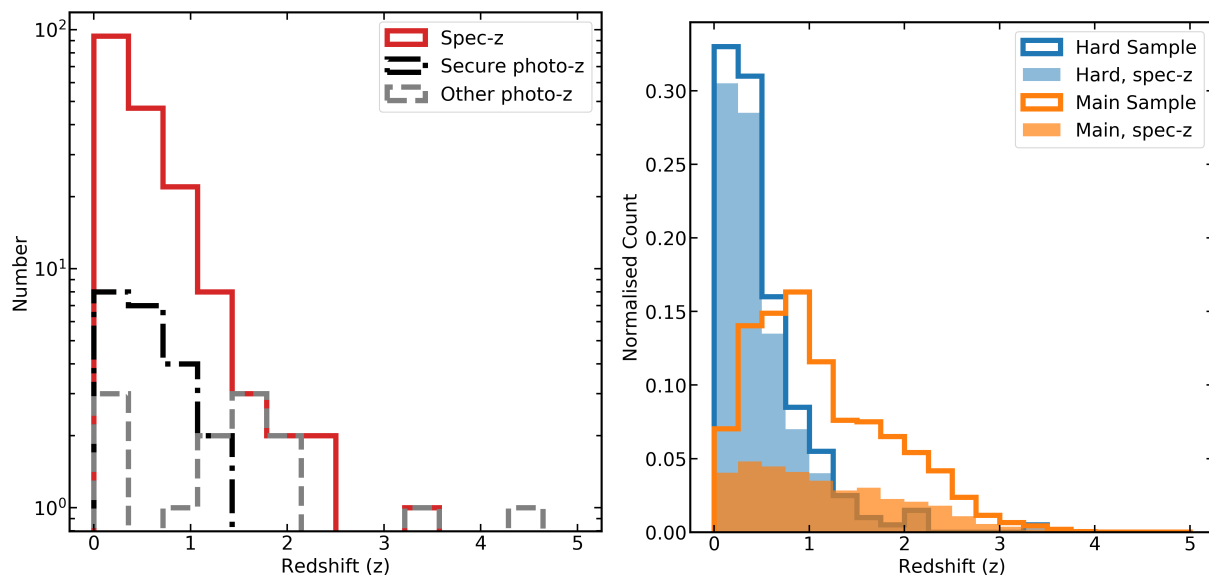 10²
10¹
10⁰
Number
0 1 2 3 4 5
Redshift (z)
Spec-z
Secure photo-z
Other photo-z
0.30
0.25
0.20
0.15
0.10
0.05
0.00
Normalised Count
0 1 2 3 4 5
Redshift (z)
Hard Sample
Hard, spec-z
Main Sample
Main, spec-z